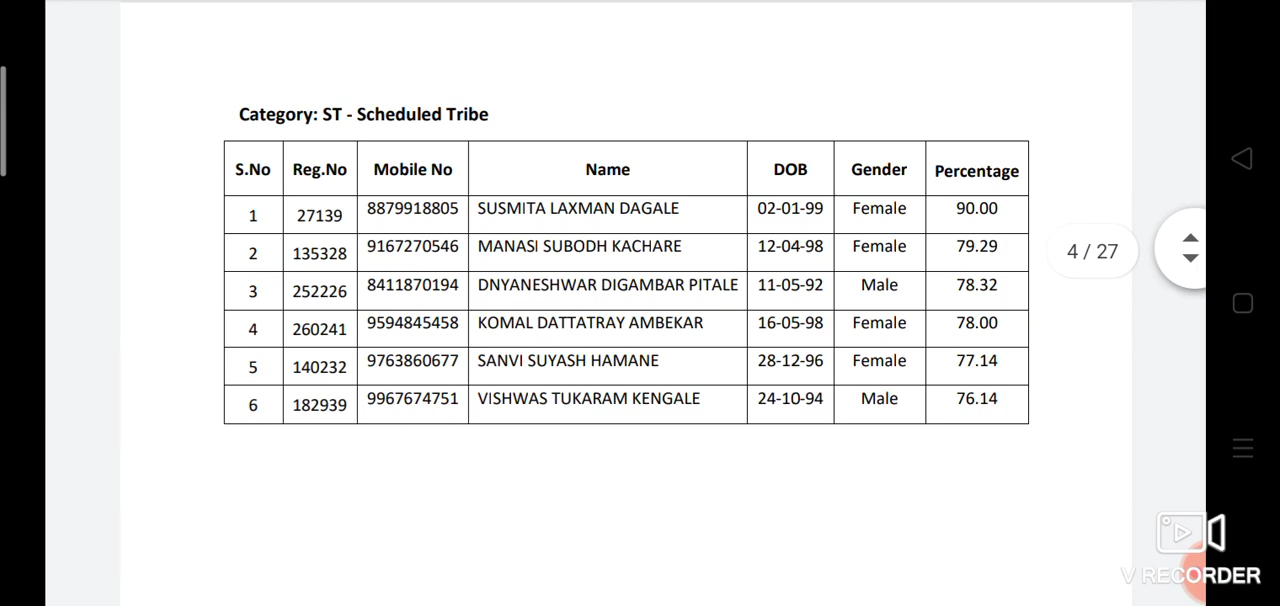 Category: ST - Scheduled Tribe
S.No Reg.No Mobile No Name DOB Gender Percentage
1 27139 8879918805 SUSMITA LAXMAN DAGALE 02-01-99 Female 90.00
2 135328 9167270546 MANASI SUBODH KACHARE 12-04-98 Female 79.29
3 252226 8411870194 DNYANESHWAR DIGAMBAR PITALE 11-05-92 Male 78.32
4 260241 9594845458 KOMAL DATTATRAY AMBEKAR 16-05-98 Female 78.00
5 140232 9763860677 SANVI SUYASH HAMANE 28-12-96 Female 77.14
6 182939 9967674751 VISHWAS TUKARAM KENGALE 24-10-94 Male 76.14
4 / 27
V RECORDER